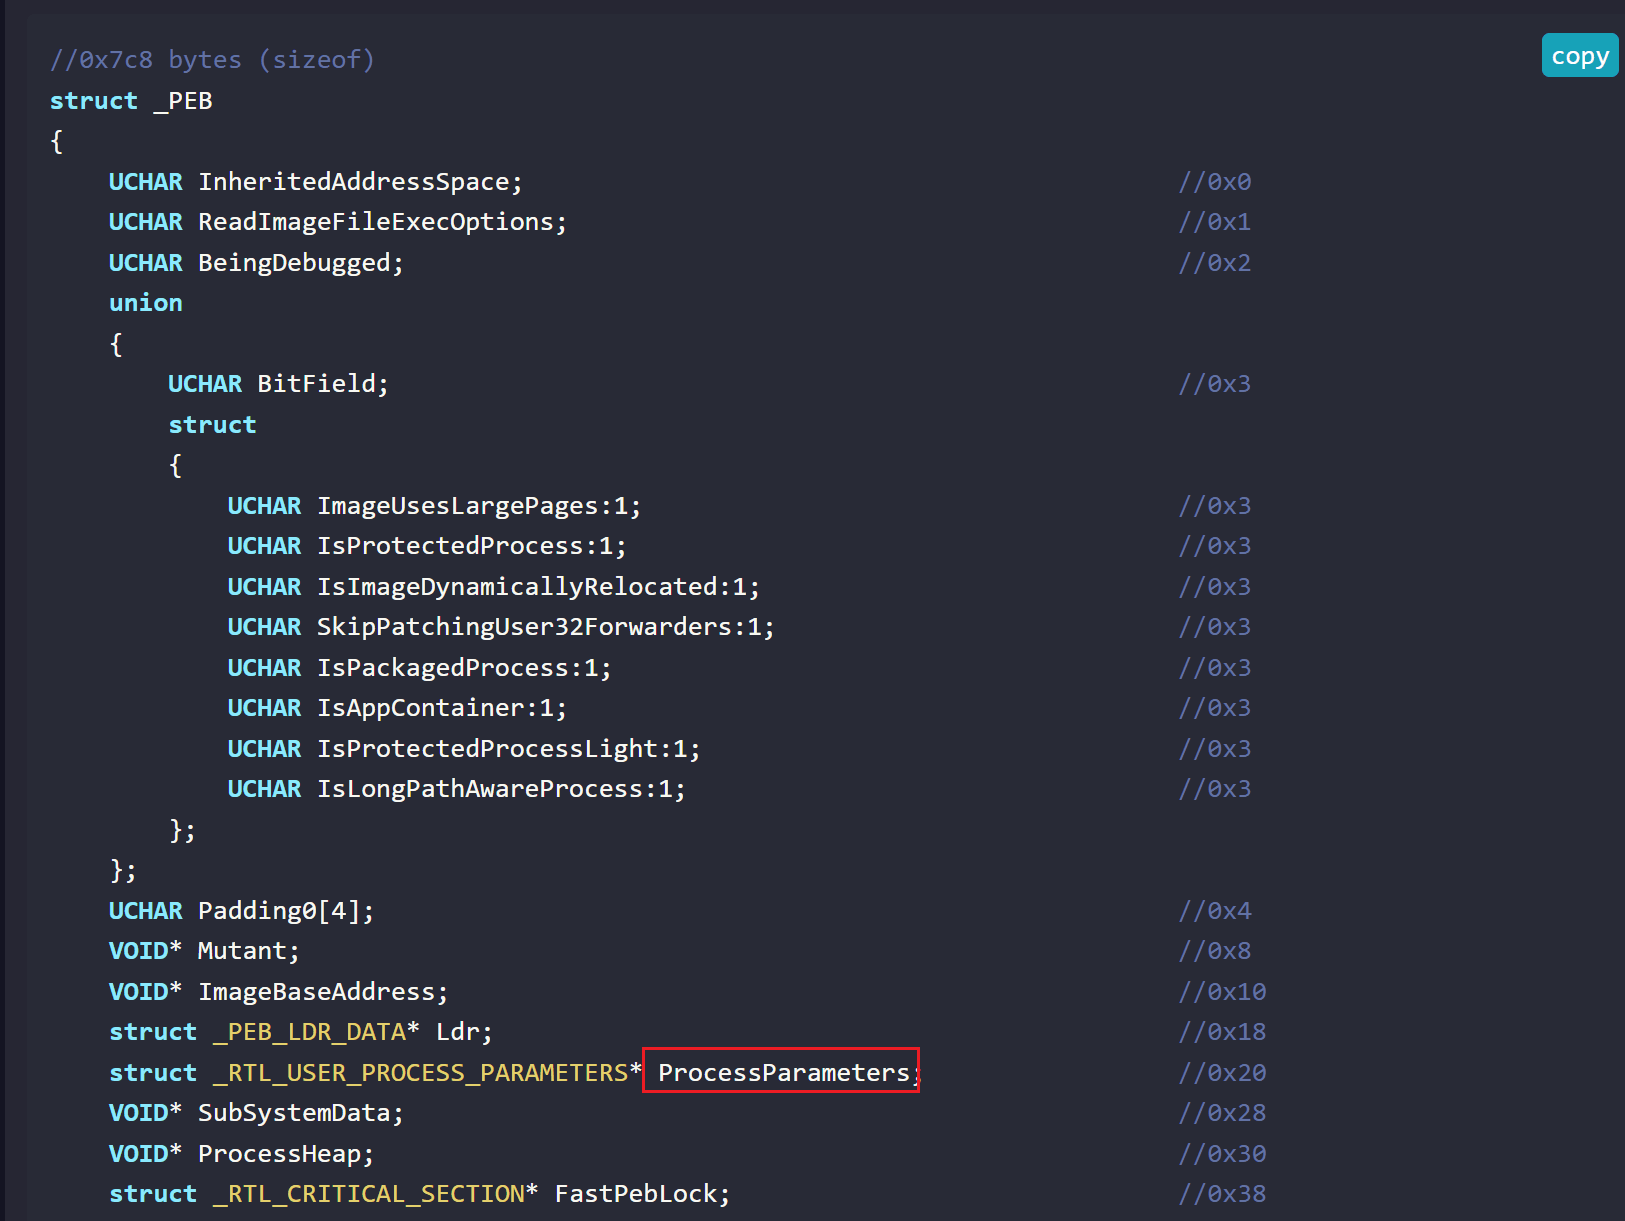 //0x7c8 bytes (sizeof)
copy
struct _PEB
{
    UCHAR InheritedAddressSpace; //0x0
    UCHAR ReadImageFileExecOptions; //0x1
    UCHAR BeingDebugged; //0x2
    union
    {
        UCHAR BitField; //0x3
        struct
        {
            UCHAR ImageUsesLargePages:1; //0x3
            UCHAR IsProtectedProcess:1; //0x3
            UCHAR IsImageDynamicallyRelocated:1; //0x3
            UCHAR SkipPatchingUser32Forwarders:1; //0x3
            UCHAR IsPackagedProcess:1; //0x3
            UCHAR IsAppContainer:1; //0x3
            UCHAR IsProtectedProcessLight:1; //0x3
            UCHAR IsLongPathAwareProcess:1; //0x3
        };
    };
    UCHAR Padding0[4]; //0x4
    VOID* Mutant; //0x8
    VOID* ImageBaseAddress; //0x10
    struct _PEB_LDR_DATA* Ldr; //0x18
    struct _RTL_USER_PROCESS_PARAMETERS* ProcessParameters; //0x20
    VOID* SubSystemData; //0x28
    VOID* ProcessHeap; //0x30
    struct _RTL_CRITICAL_SECTION* FastPebLock; //0x38